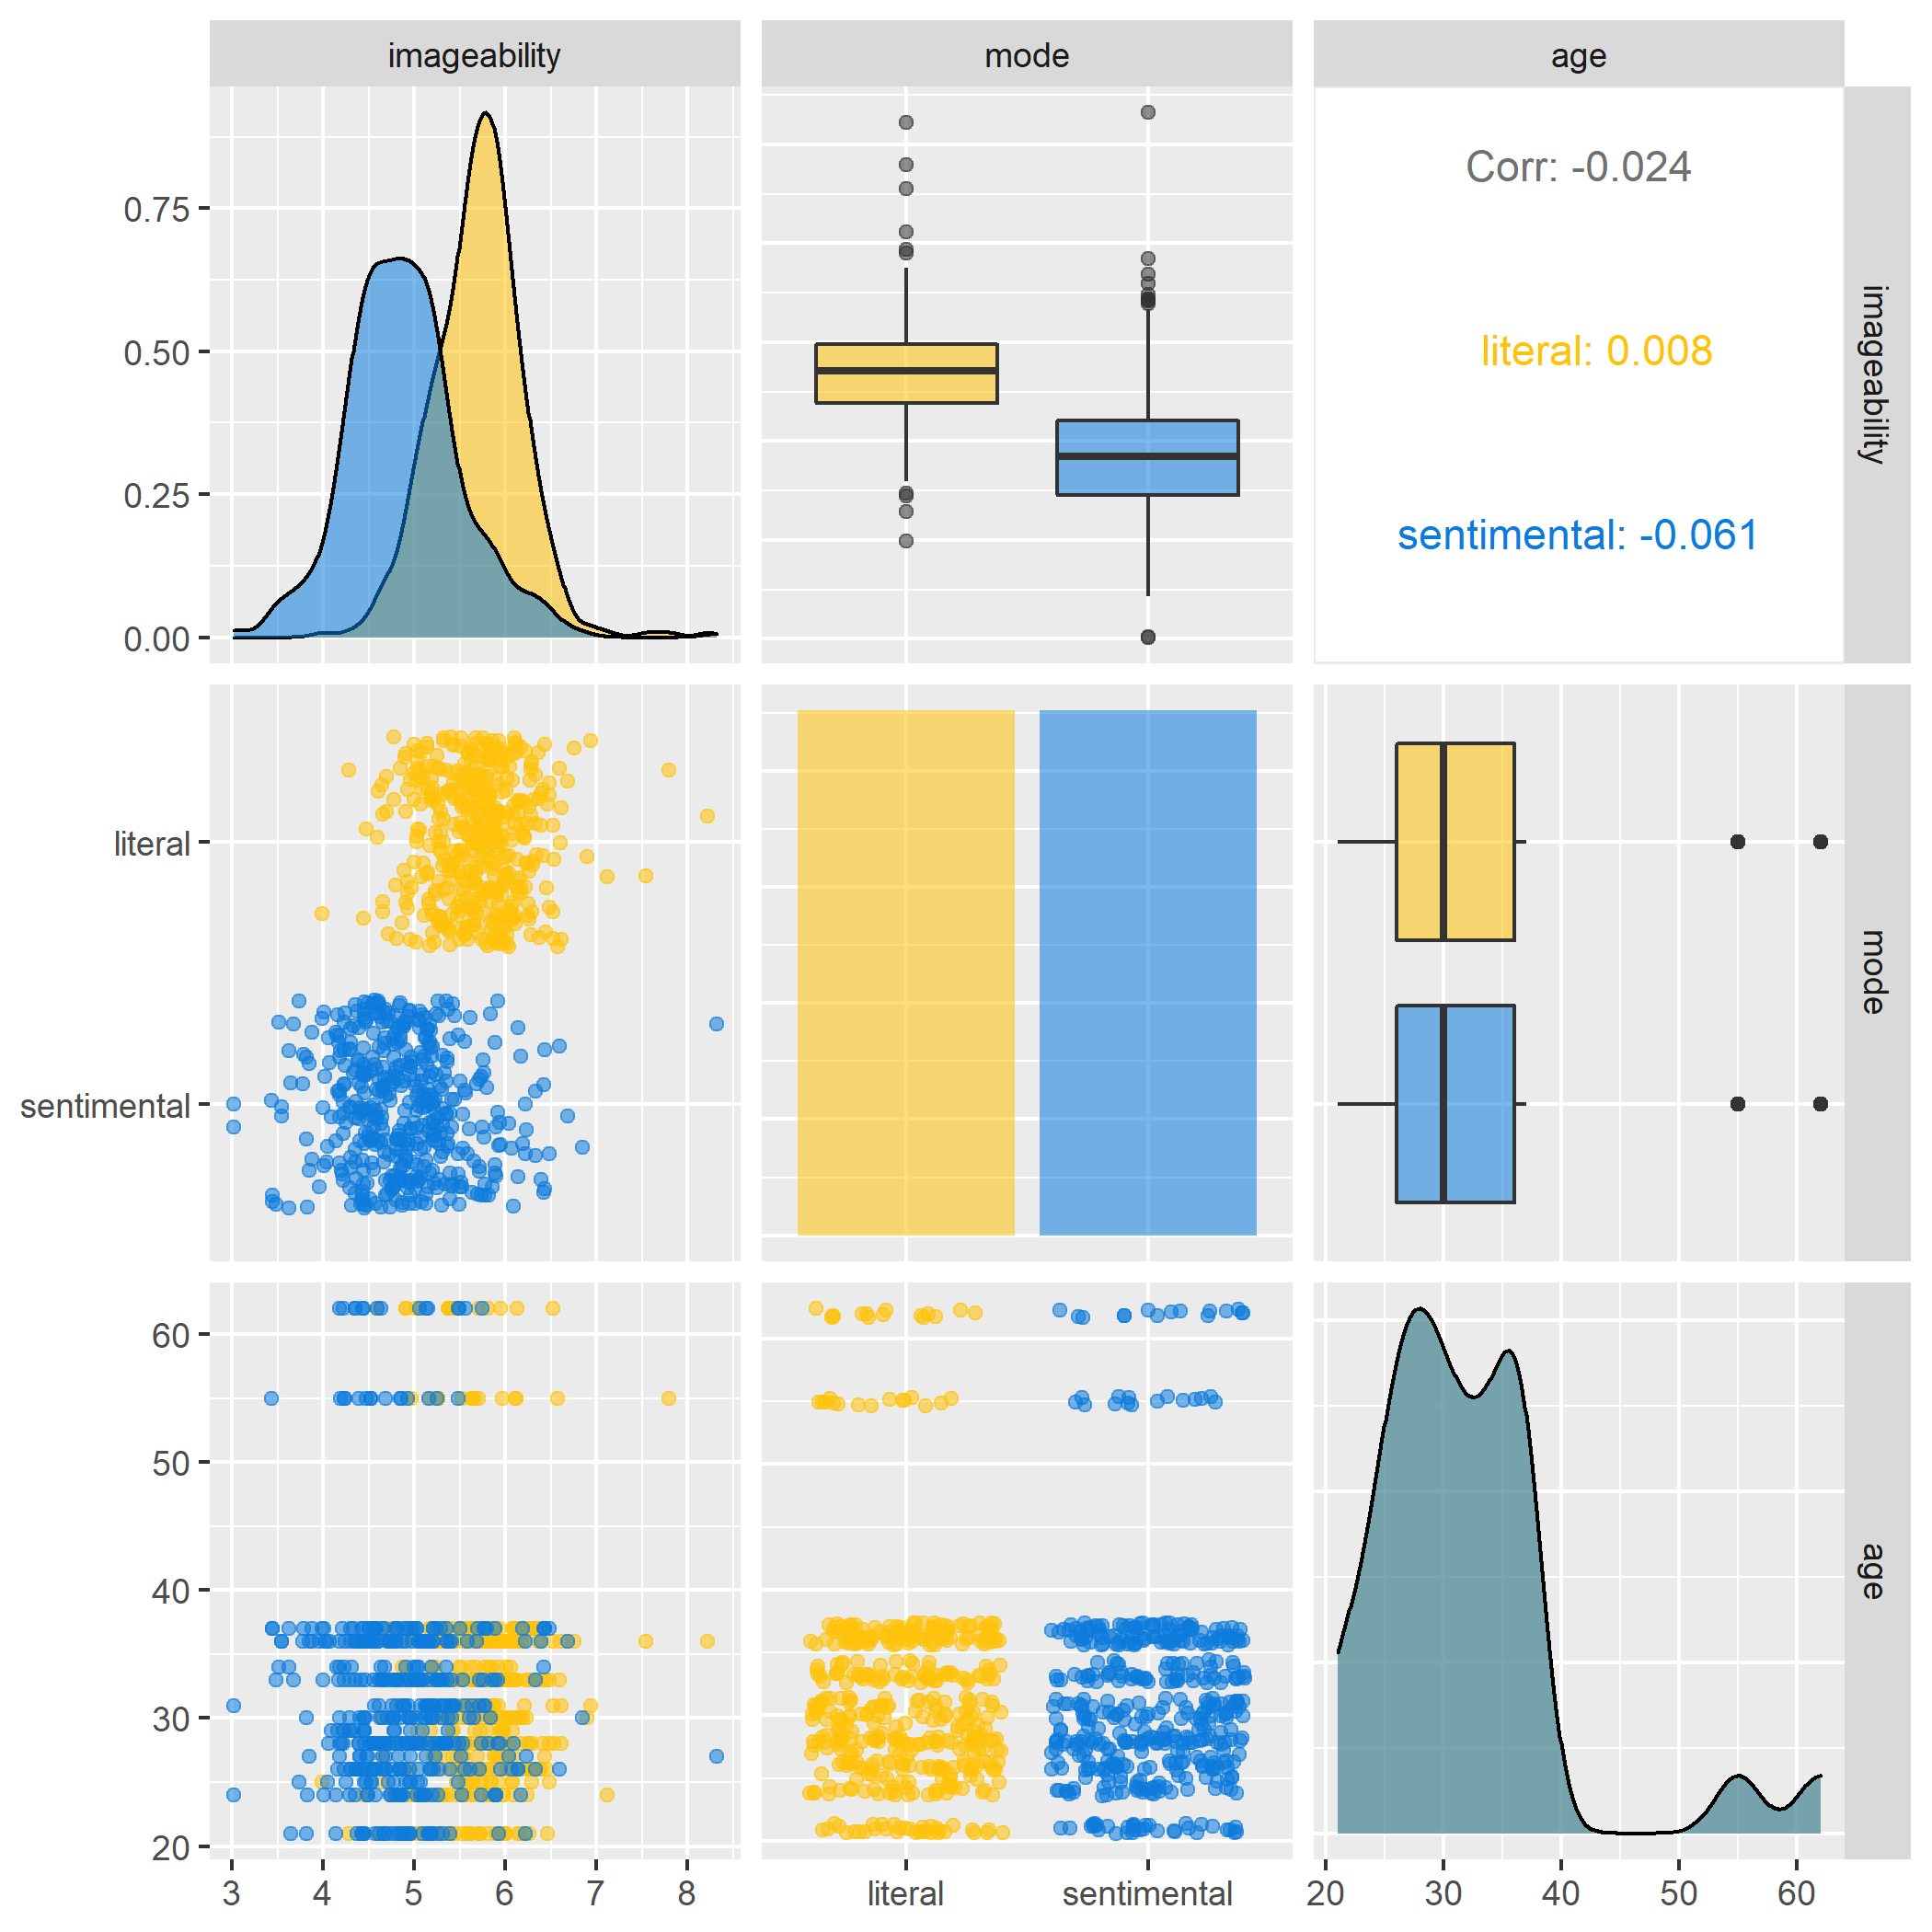 imageability
mode
age
0.75
0.50
0.25
0.00
Corr: -0.024
literal: 0.008
sentimental: -0.061
imageability
literal
sentimental
mode
60
50
40
30
20
age
3 4 5 6 7 8
literal sentimental
20 30 40 50 60